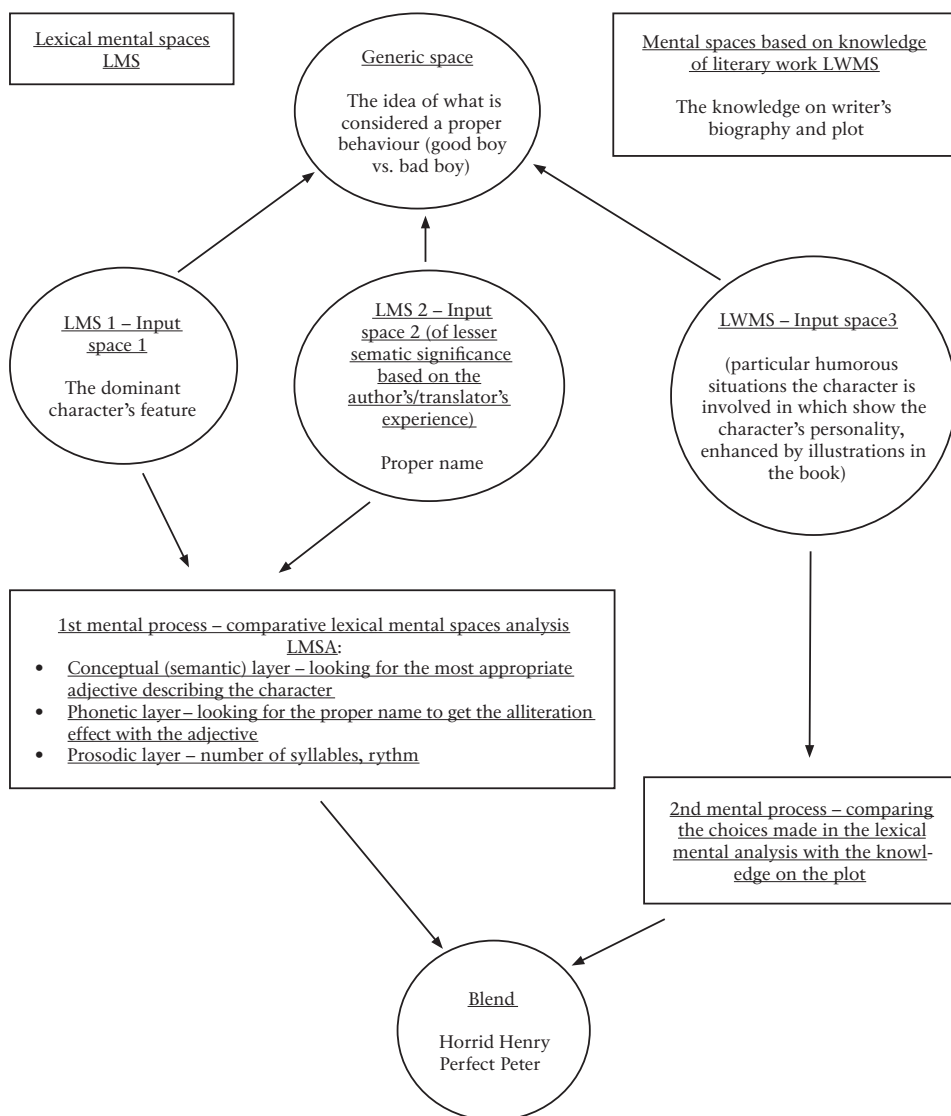 Lexical mental spaces
LMS
Generic space
The idea of what is
considered a proper
behaviour (good boy
vs. bad boy)
Mental spaces based on knowledge
of literary work LWMS
The knowledge on writer's
biography and plot
LMS 1 – Input
space 1
The dominant
character's feature
LMS 2 – Input
space 2 (of lesser
sematic significance
based on the
author's/translator's
experience)
Proper name
LWMS – Input space3
(particular humorous
situations the character is
involved in which show the
character's personality,
enhanced by illustrations in
the book)
1st mental process – comparative lexical mental spaces analysis
LMSA:
• Conceptual (semantic) layer – looking for the most appropriate
adjective describing the character
• Phonetic layer – looking for the proper name to get the alliteration
effect with the adjective
• Prosodic layer – number of syllables, rythm
2nd mental process – comparing
the choices made in the lexical
mental analysis with the knowl-
edge on the plot
Blend
Horrid Henry
Perfect Peter